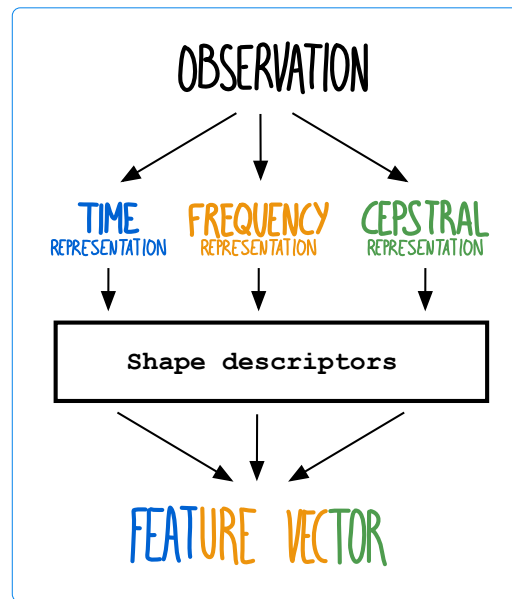 OBSERVATION
TIME FREQUENCY CEPSTRAL
REPRESENTATION REPRESENTATION REPRESENTATION
Shape descriptors
FEATURE VECTOR